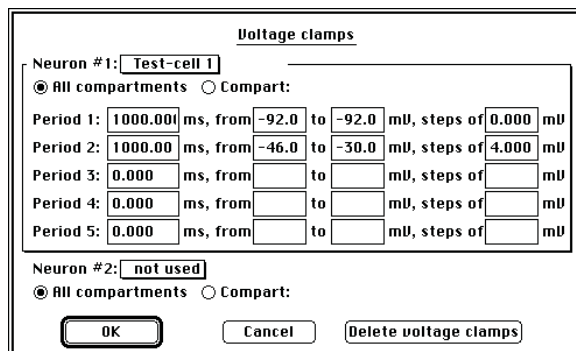 Voltage clamps
Neuron #1: Test-cell 1
All compartments Compart:
Period 1: 1000.000 ms, from -92.0 to -92.0 mV, steps of 0.000 mV
Period 2: 1000.00 ms, from -46.0 to -30.0 mV, steps of 4.000 mV
Period 3: 0.000 ms, from to mV, steps of mV
Period 4: 0.000 ms, from to mV, steps of mV
Period 5: 0.000 ms, from to mV, steps of mV
Neuron #2: not used
All compartments Compart:
OK Cancel Delete voltage clamps